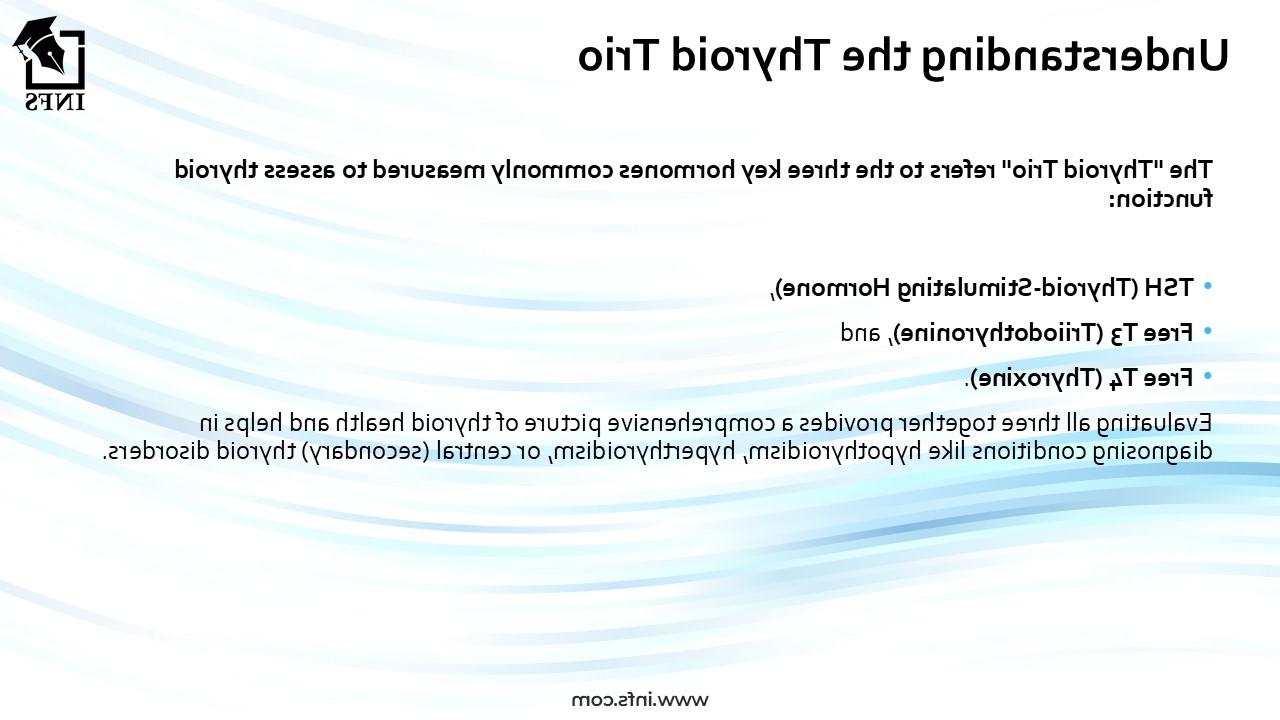 Understanding the Thyroid Trio
INFS
The "Thyroid Trio" refers to the three key hormones commonly measured to assess thyroid
function:
• TSH (Thyroid-Stimulating Hormone),
• Free T3 (Triiodothyronine), and
• Free T4 (Thyroxine).
Evaluating all three together provides a comprehensive picture of thyroid health and helps in
diagnosing conditions like hypothyroidism, hyperthyroidism, or central (secondary) thyroid disorders.
www.infs.com